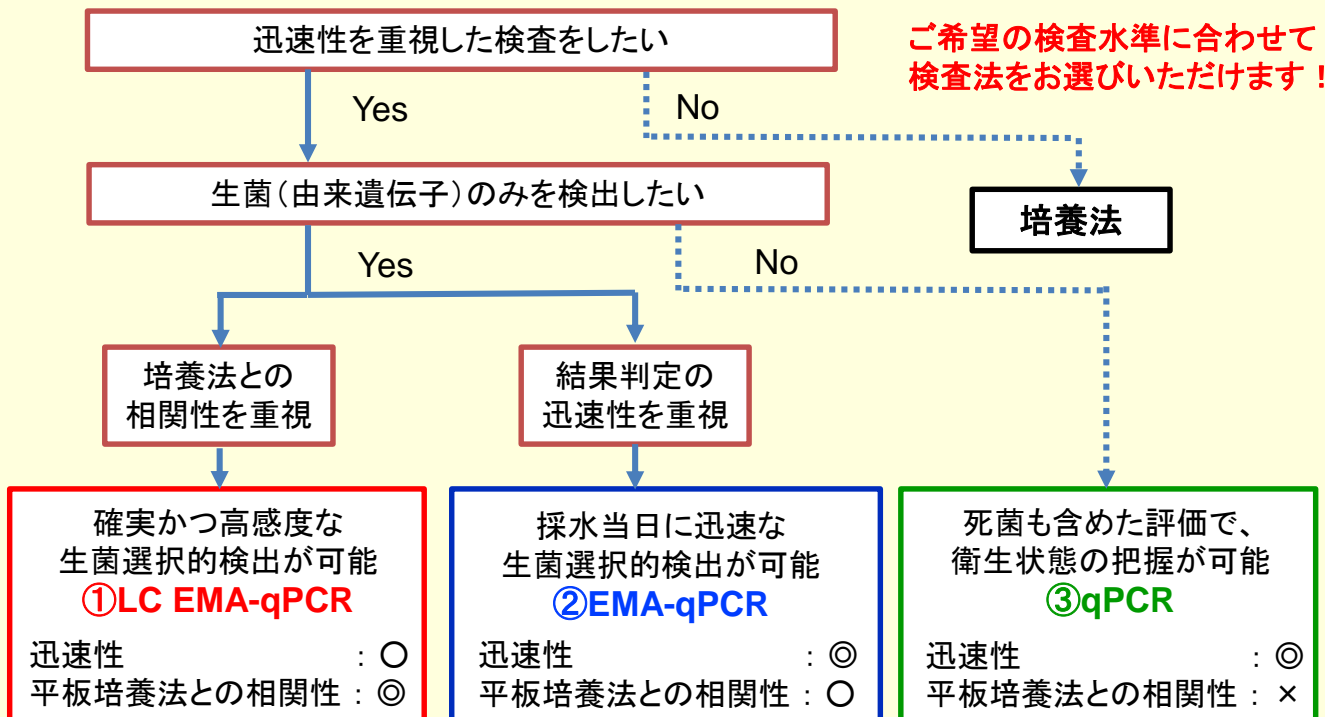 迅速性を重視した検査をしたい
ご希望の検査水準に合わせて
検査法をお選びいただけます！
Yes
No
生菌（由来遺伝子）のみを検出したい
培養法
Yes
No
培養法との
相関性を重視
結果判定の
迅速性を重視
確実かつ高感度な
生菌選択的検出が可能
①LC EMA-qPCR
迅速性 : ○
平板培養法との相関性 : ◎
採水当日に迅速な
生菌選択的検出が可能
②EMA-qPCR
迅速性 : ◎
平板培養法との相関性 : ○
死菌も含めた評価で、
衛生状態の把握が可能
③qPCR
迅速性 : ◎
平板培養法との相関性 : ×